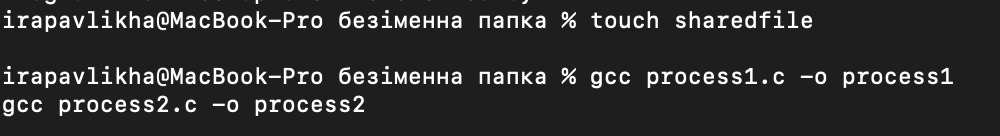 irapavlikha@MacBook-Pro безіменна папка % touch sharedfile
irapavlikha@MacBook-Pro безіменна папка % gcc process1.c -o process1
gcc process2.c -o process2